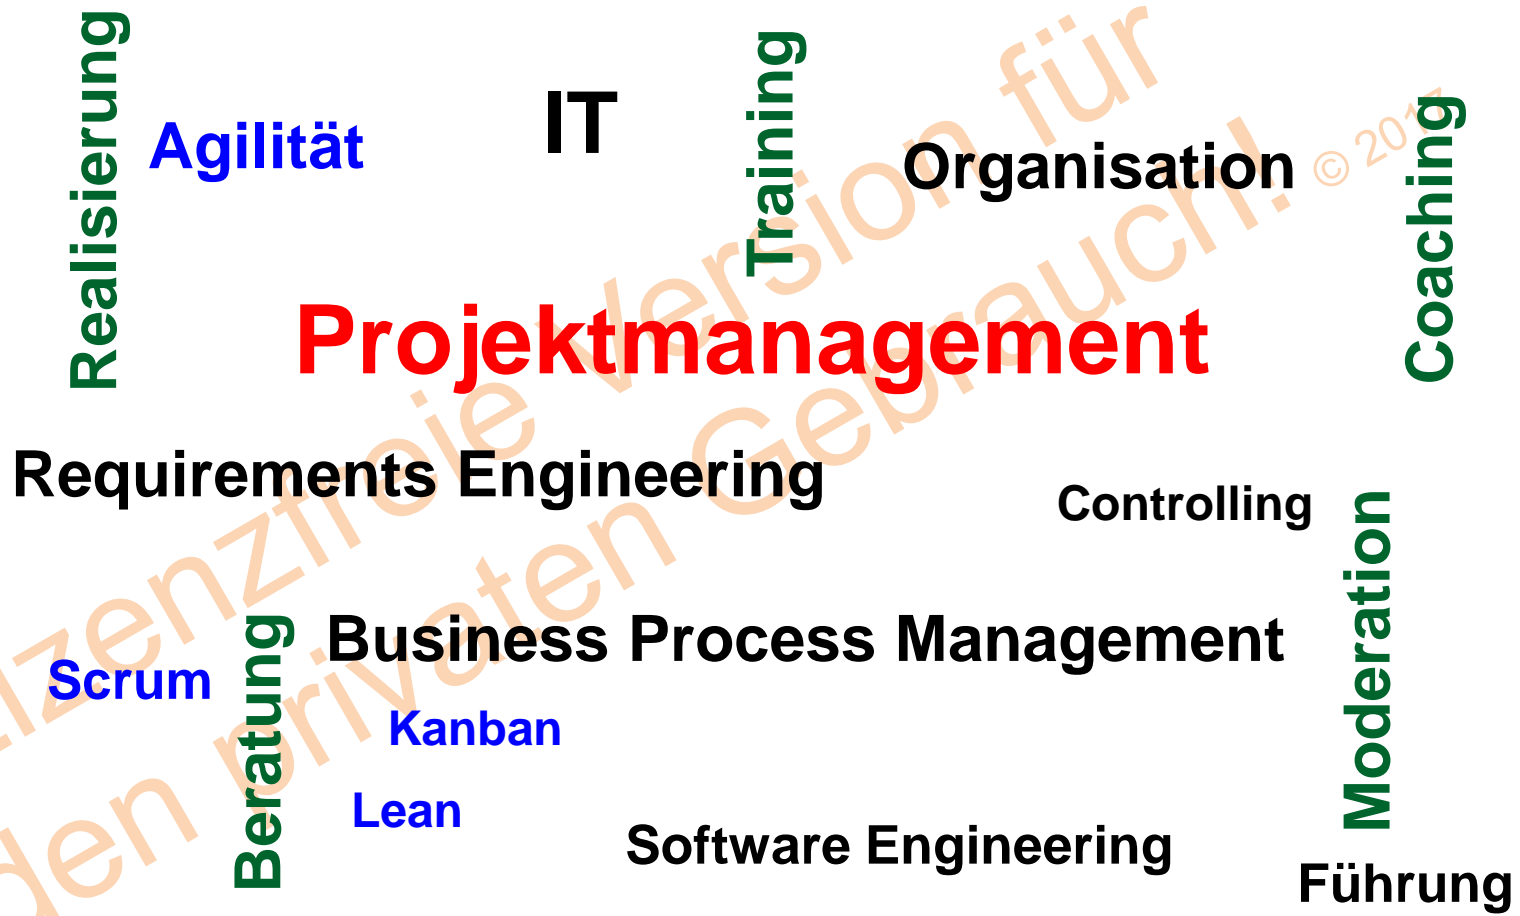 Realisierung
Agilität
IT
Training
Organisation
Coaching
© 2017
Projektmanagement
Requirements Engineering
Controlling
Moderation
Business Process Management
Scrum
Beratung
Kanban
Lean
Software Engineering
Führung
Version für
den privaten Gebrauch!